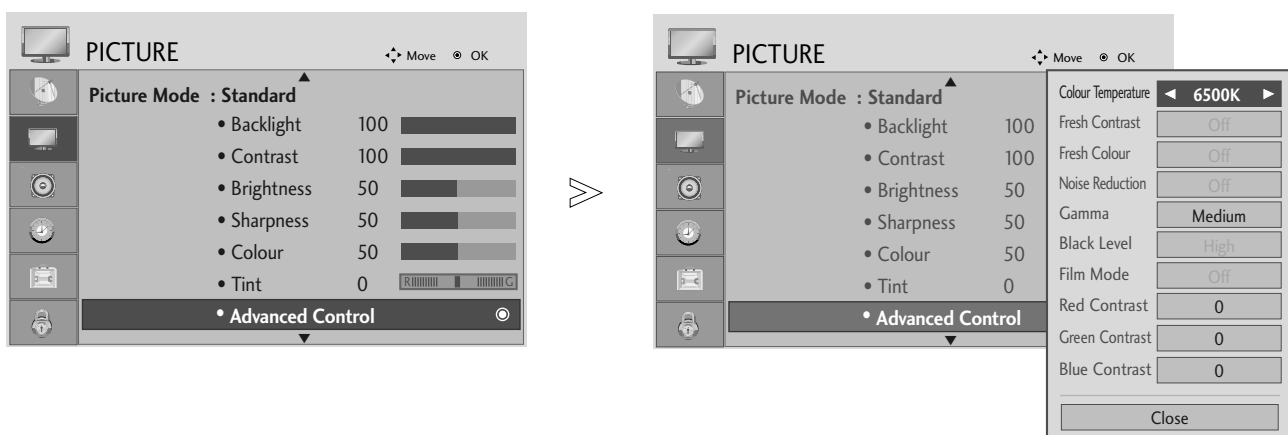 PICTURE
Move OK
Picture Mode : Standard
• Backlight 100
• Contrast 100
• Brightness 50
• Sharpness 50
• Colour 50
• Tint 0 R G
• Advanced Control
PICTURE
Move OK
Picture Mode : Standard
• Backlight 100
• Contrast 100
• Brightness 50
• Sharpness 50
• Colour 50
• Tint 0
• Advanced Control
Colour Temperature 6500K
Fresh Contrast Off
Fresh Colour Off
Noise Reduction Off
Gamma Medium
Black Level High
Film Mode Off
Red Contrast 0
Green Contrast 0
Blue Contrast 0
Close